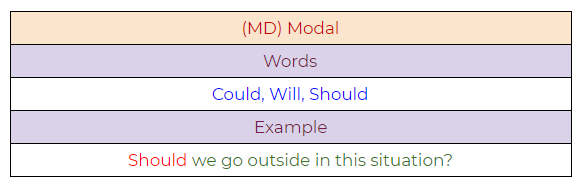 (MD) Modal
Words
Could, Will, Should
Example
Should we go outside in this situation?